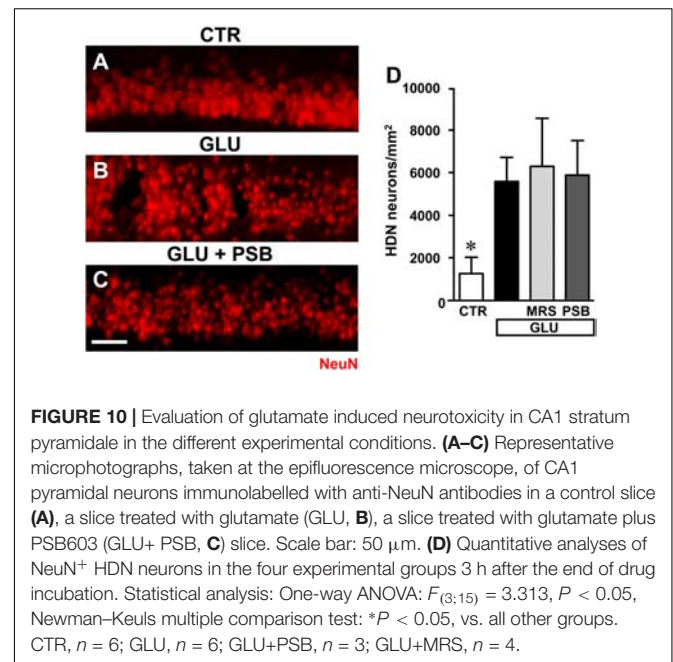 CTR
A
GLU
B
GLU + PSB
C
NeuN
D
HDN neurons/mm²
10000
8000
6000
4000
2000
0
*
CTR
MRS PSB
GLU
FIGURE 10 | Evaluation of glutamate induced neurotoxicity in CA1 stratum
pyramidale in the different experimental conditions. (A–C) Representative
microphotographs, taken at the epifluorescence microscope, of CA1
pyramidal neurons immunolabelled with anti-NeuN antibodies in a control slice
(A), a slice treated with glutamate (GLU, B), a slice treated with glutamate plus
PSB603 (GLU+ PSB, C) slice. Scale bar: 50 μm. (D) Quantitative analyses of
NeuN⁺ HDN neurons in the four experimental groups 3 h after the end of drug
incubation. Statistical analysis: One-way ANOVA: F(3;15) = 3.313, P < 0.05,
Newman–Keuls multiple comparison test: *P < 0.05, vs. all other groups.
CTR, n = 6; GLU, n = 6; GLU+PSB, n = 3; GLU+MRS, n = 4.